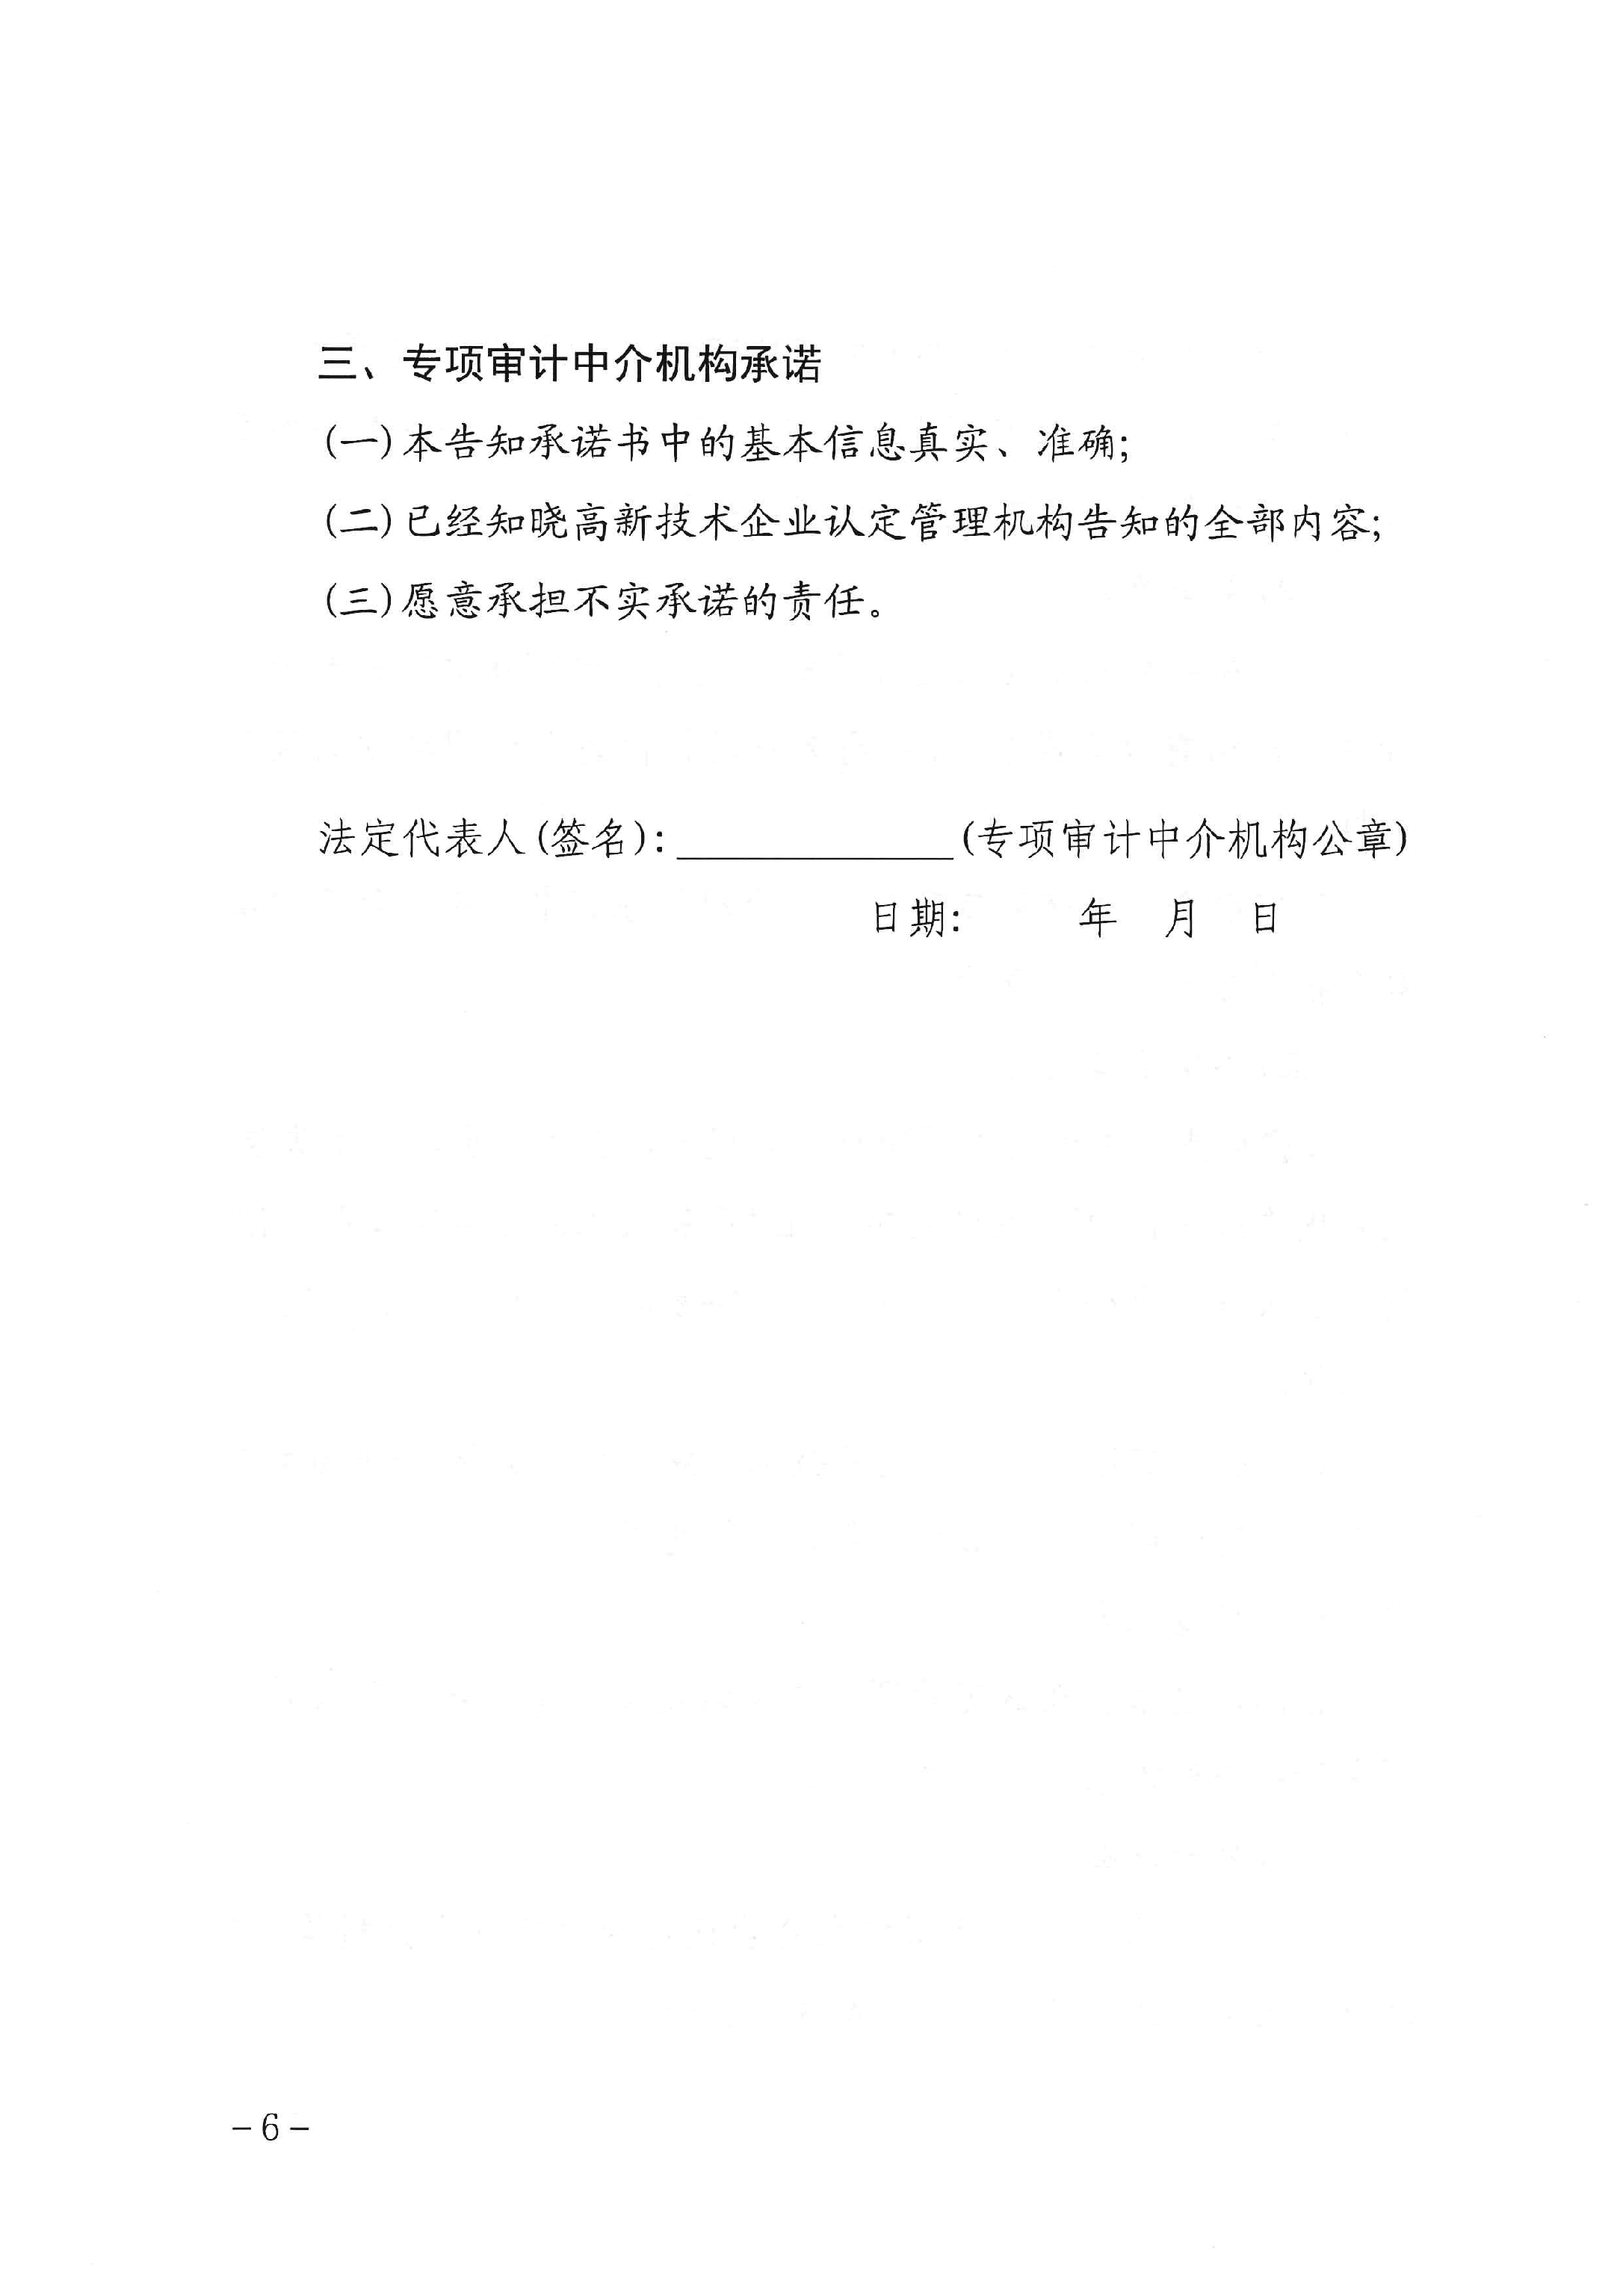 三、专项审计中介机构承诺
(一)本告知承诺书中的基本信息真实、准确;
(二)已经知晓高新技术企业认定管理机构告知的全部内容;
(三)愿意承担不实承诺的责任。
法定代表人(签名):____________(专项审计中介机构公章)
日期: 年 月 日
-6-